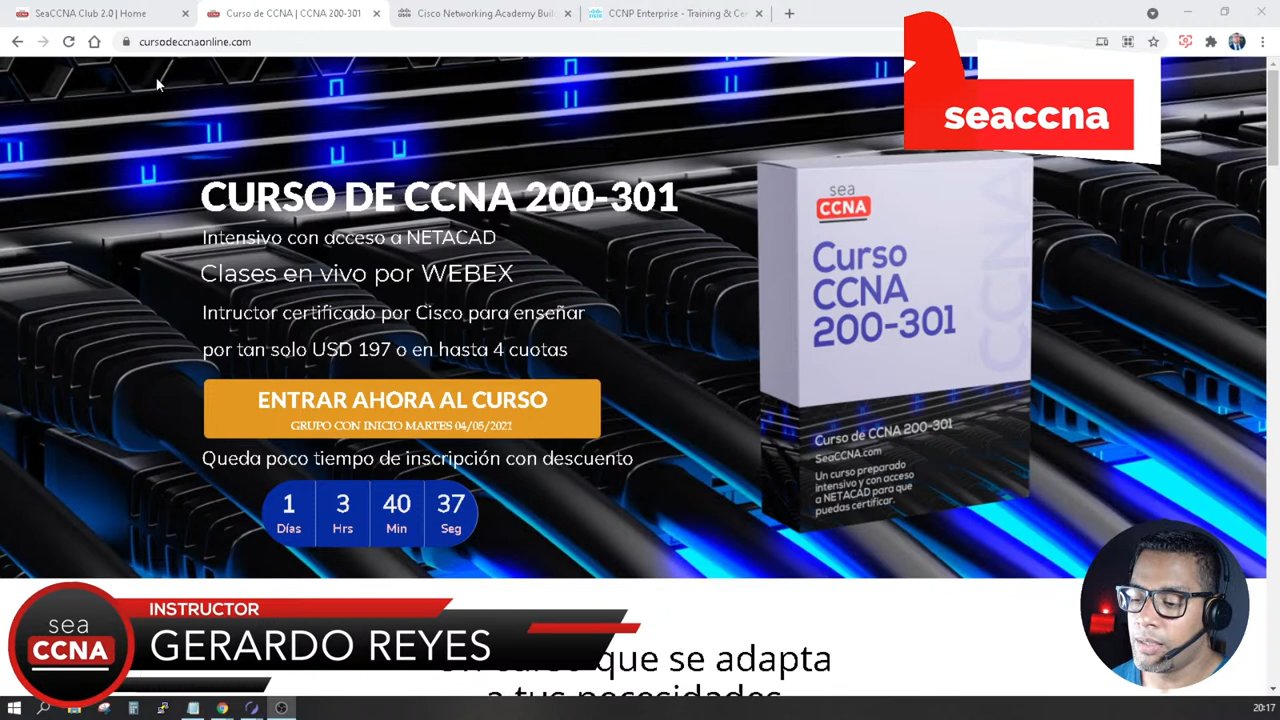 SeaCCNA Club 2.0 | Home
Curso de CCNA | CCNA 200-301
Cisco Networking Academy Buil
CCNP Enterprise - Training & Cer
cursodeccnaonline.com
seaccna
CURSO DE CCNA 200-301
Intensivo con acceso a NETACAD
Clases en vivo por WEBEX
Intructor certificado por Cisco para enseñar
por tan solo USD 197 o en hasta 4 cuotas
ENTRAR AHORA AL CURSO
GRUPO CON INICIO MARTES 04/05/2021
Queda poco tiempo de inscripción con descuento
1 3 40 37
Días Hrs Min Seg
sea
CCNA
Curso
CCNA
200-301
CCNA
Curso de CCNA 200-301
SeaCCNA.com
Un curso preparado
intensivo y con acceso
a NETACAD para que
puedas certificar.
sea
CCNA
INSTRUCTOR
GERARDO REYES
que se adapta
a tus necesidades
20:17